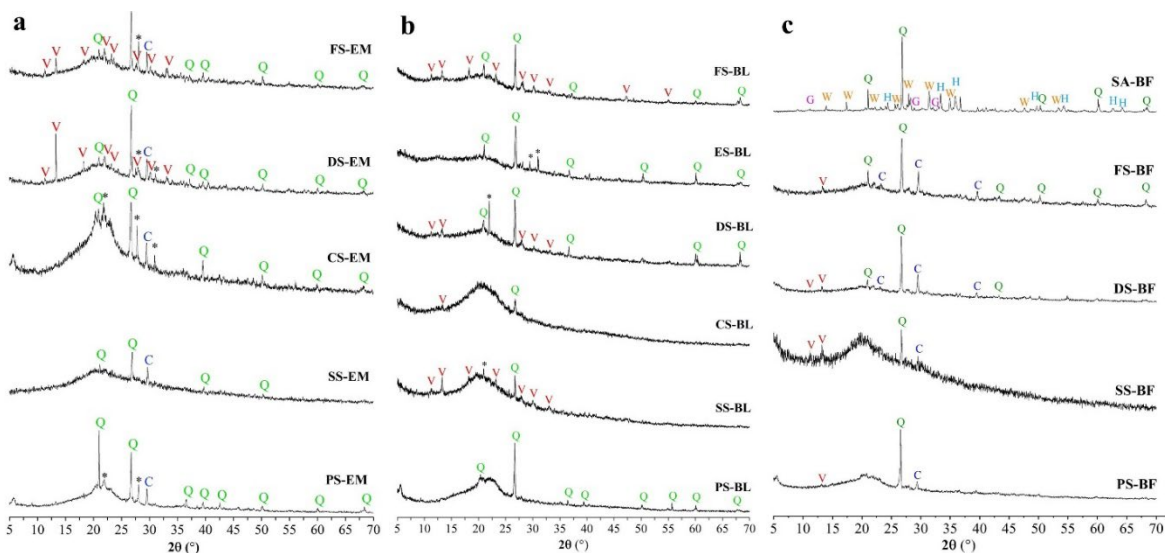 a
FS-EM
V V V Q V V V * V C V V Q Q Q Q Q
DS-EM
V V V Q V V V * C V * V Q Q Q Q Q
CS-EM
Q * Q * C * Q Q Q Q
SS-EM
Q Q C Q Q
PS-EM
Q * Q * C Q Q Q Q Q Q
5 10 15 20 25 30 35 40 45 50 55 60 65 70
2θ (°)
b
FS-BL
V V V Q V Q V V V Q V V Q Q
ES-BL
Q Q * * Q Q Q Q
DS-BL
V V Q * Q V V V Q Q Q
CS-BL
V Q
SS-BL
V V V * V Q V V V
PS-BL
Q Q Q Q Q Q Q Q
5 10 15 20 25 30 35 40 45 50 55 60 65 70
2θ (°)
c
SA-BF
G W W Q W H W Q W G W G H W H W H Q W H Q H H Q
FS-BF
V Q C Q C C Q Q Q Q
DS-BF
V V Q C Q C C Q
SS-BF
V V Q C
PS-BF
V Q C
5 10 15 20 25 30 35 40 45 50 55 60 65 70
2θ (°)